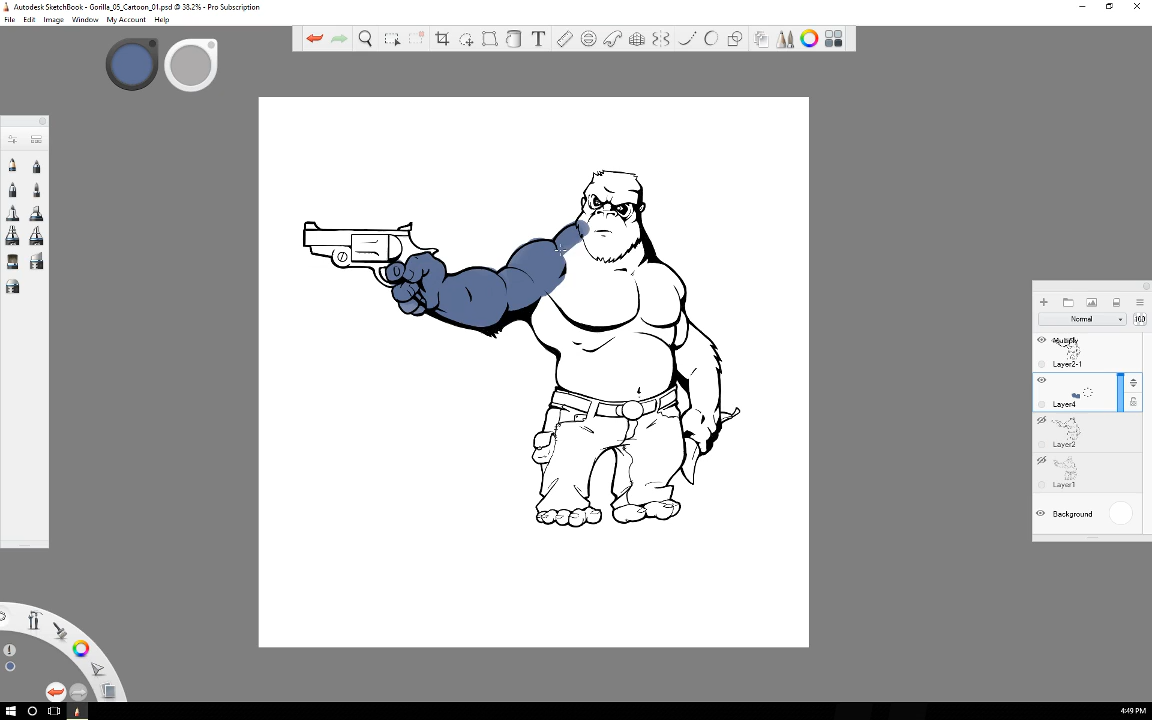 Autodesk SketchBook - Gorilla_05_Cartoon_01.psd @ 38.2% - Pro Subscription
File Edit Image Window My Account Help
T
Normal
100
Multiply
Layer2-1
Layer4
Layer2
Layer1
Background
4:49 PM